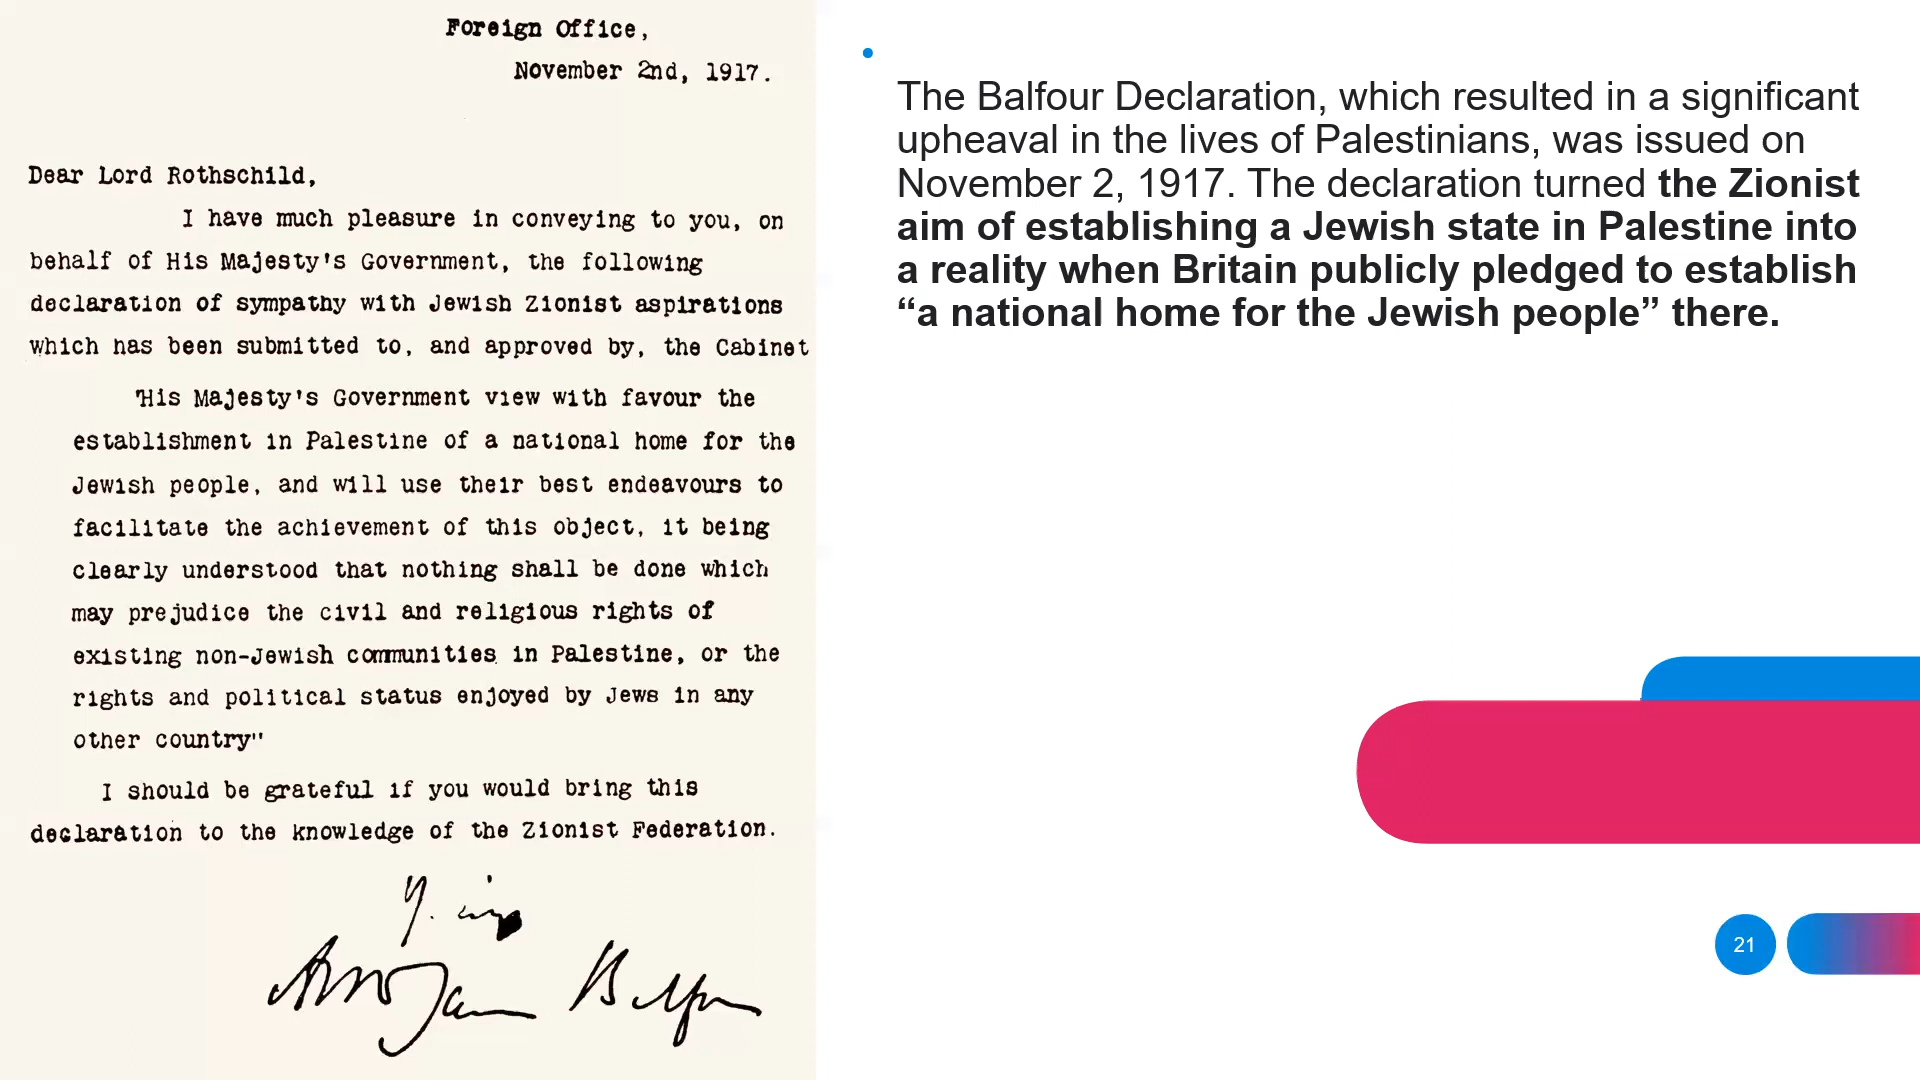 Foreign Office,
November 2nd, 1917.
Dear Lord Rothschild,
I have much pleasure in conveying to you, on
behalf of His Majesty's Government, the following
declaration of sympathy with Jewish Zionist aspirations
which has been submitted to, and approved by, the Cabinet
"His Majesty's Government view with favour the
establishment in Palestine of a national home for the
Jewish people, and will use their best endeavours to
facilitate the achievement of this object, it being
clearly understood that nothing shall be done which
may prejudice the civil and religious rights of
existing non-Jewish communities in Palestine, or the
rights and political status enjoyed by Jews in any
other country"
I should be grateful if you would bring this
declaration to the knowledge of the Zionist Federation.
The Balfour Declaration, which resulted in a significant
upheaval in the lives of Palestinians, was issued on
November 2, 1917. The declaration turned the Zionist
aim of establishing a Jewish state in Palestine into
a reality when Britain publicly pledged to establish
“a national home for the Jewish people” there.
21